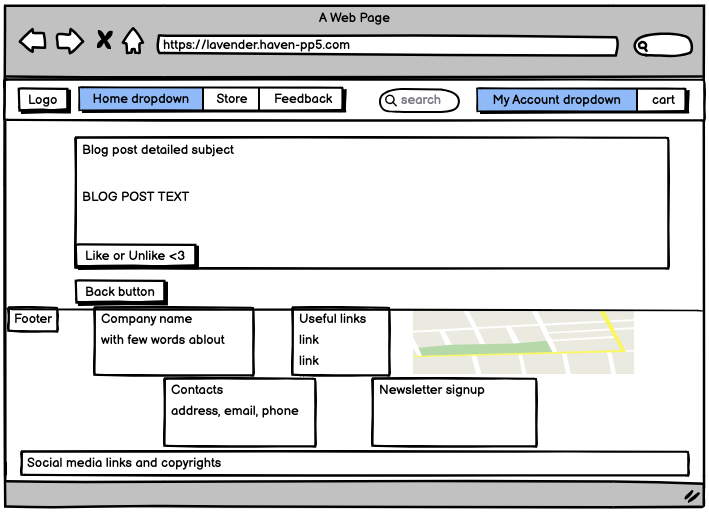 A Web Page
https://lavender.haven-pp5.com
Logo
Home dropdown
Store
Feedback
search
My Account dropdown
cart
Blog post detailed subject
BLOG POST TEXT
Like or Unlike <3
Back button
Footer
Company name
with few words ablout
Useful links
link
link
Contacts
address, email, phone
Newsletter signup
Social media links and copyrights